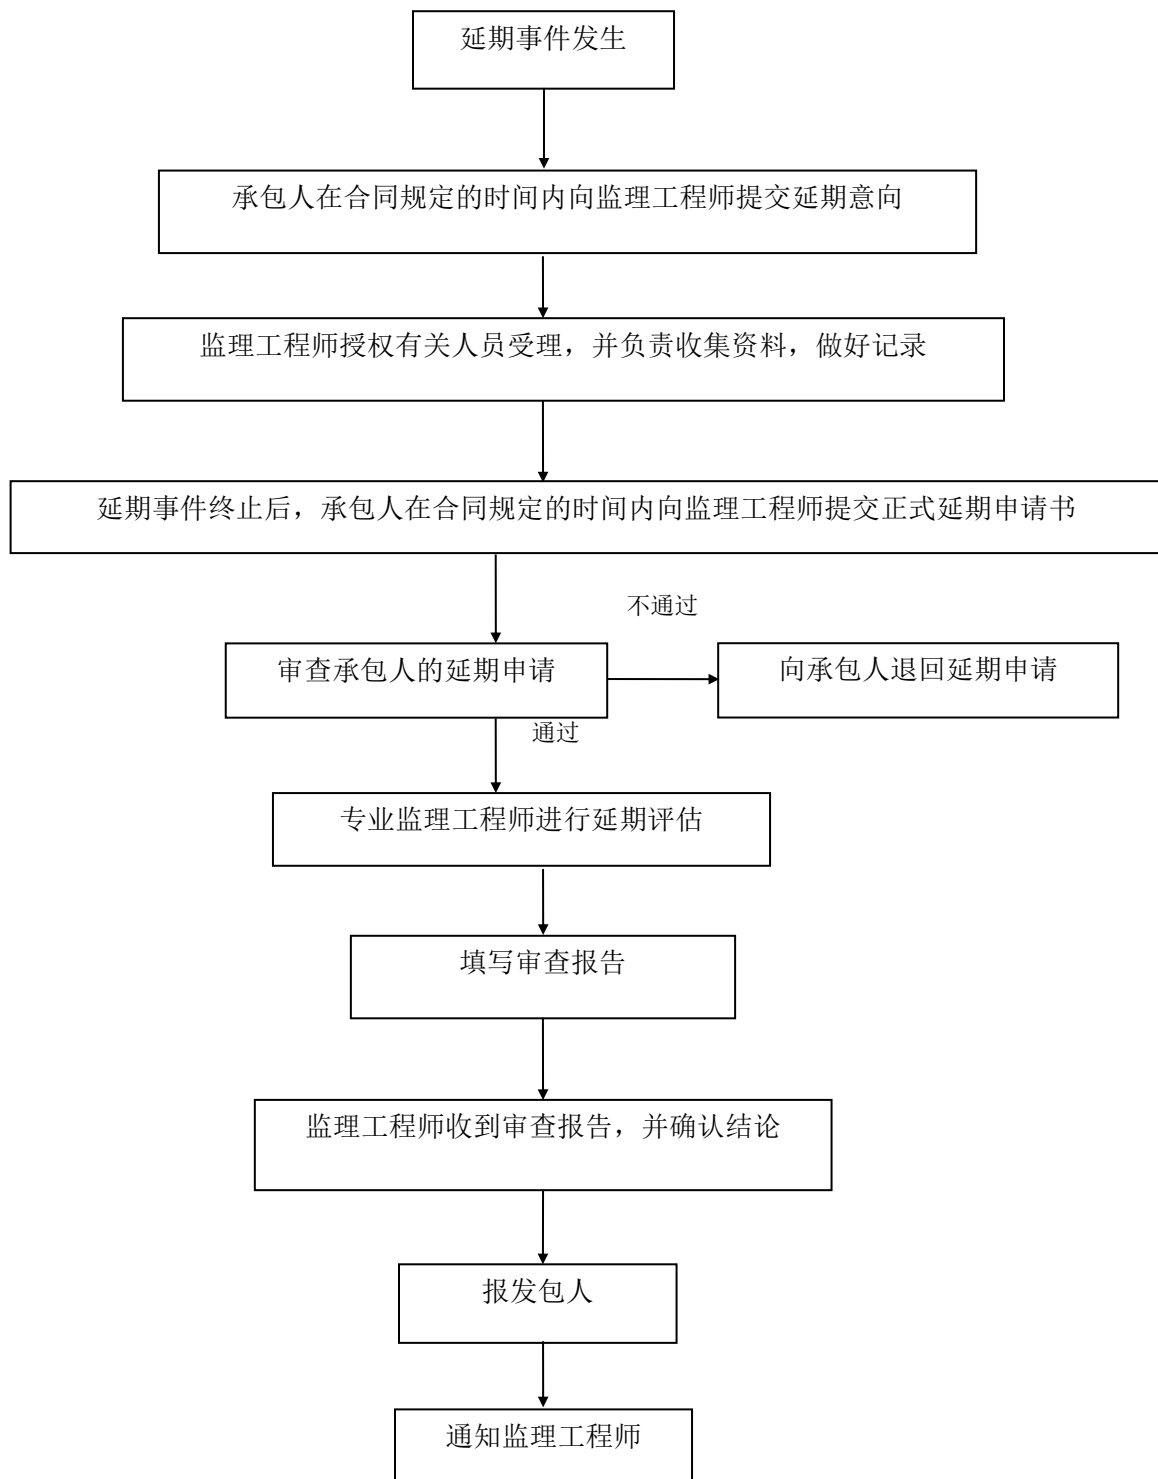 延期事件发生
承包人在合同规定的时间内向监理工程师提交延期意向
监理工程师授权有关人员受理，并负责收集资料，做好记录
延期事件终止后，承包人在合同规定的时间内向监理工程师提交正式延期申请书
不通过
审查承包人的延期申请
向承包人退回延期申请
通过
专业监理工程师进行延期评估
填写审查报告
监理工程师收到审查报告，并确认结论
报发包人
通知监理工程师